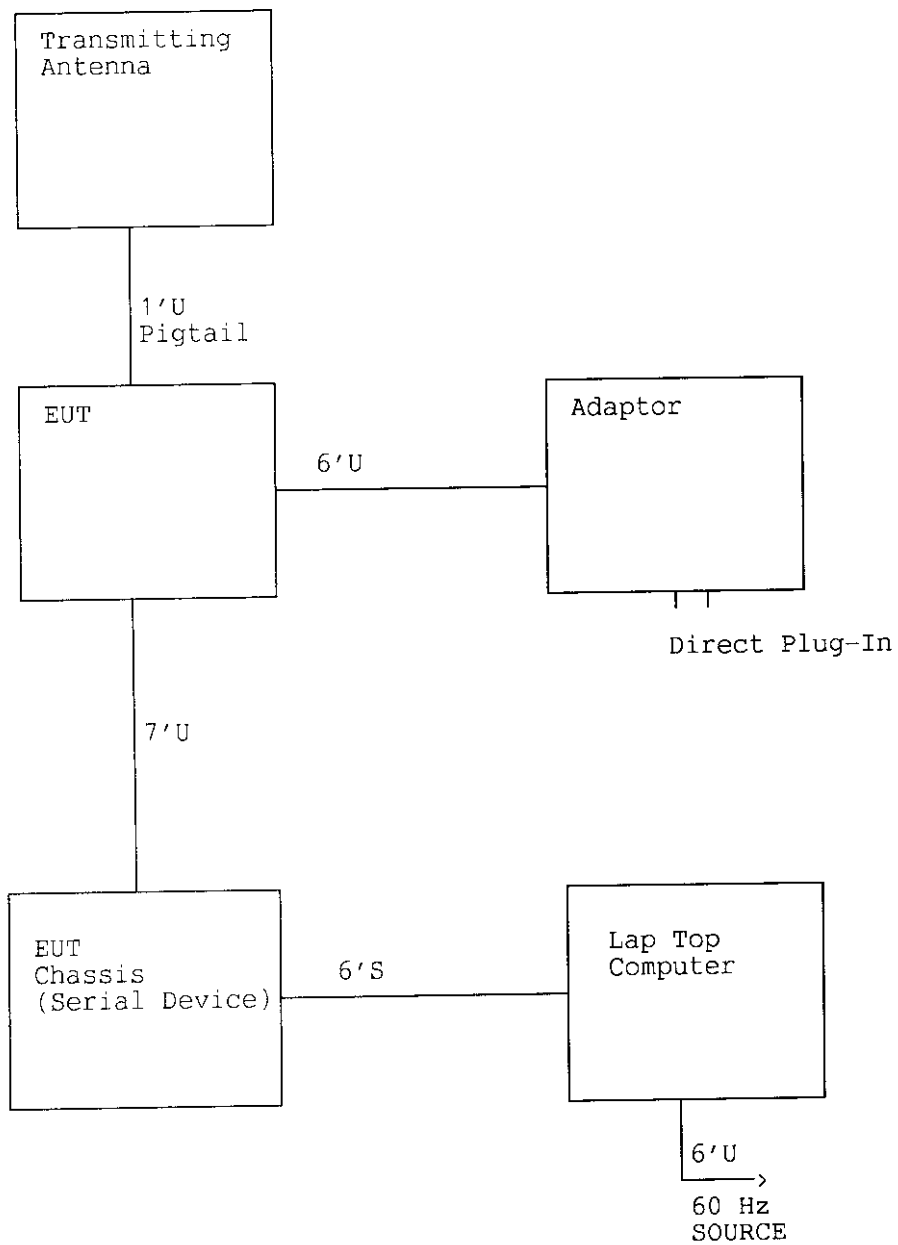 Transmitting
Antenna
1'U
Pigtail
EUT
6'U
Adaptor
Direct Plug-In
7'U
EUT
Chassis
(Serial Device)
6'S
Lap Top
Computer
6'U
60 Hz
SOURCE